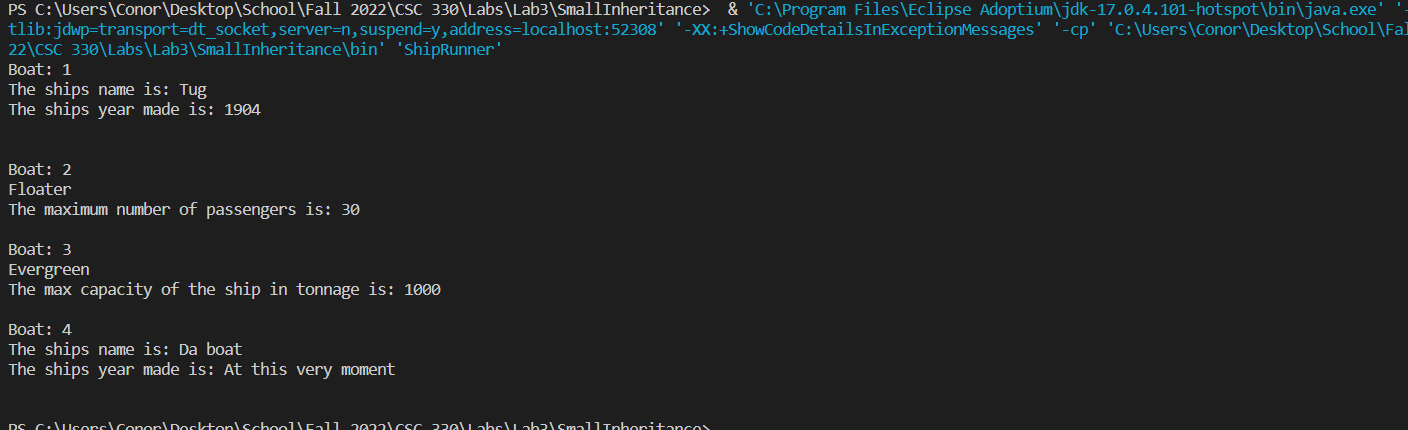 PS C:\Users\Conor\Desktop\School\Fall 2022\CSC 330\Labs\Lab3\SmallInheritance>  & 'C:\Program Files\Eclipse Adoptium\jdk-17.0.4.101-hotspot\bin\java.exe' '-
tlib:jdwp=transport=dt_socket,server=n,suspend=y,address=localhost:52308' '-XX:+ShowCodeDetailsInExceptionMessages' '-cp' 'C:\Users\Conor\Desktop\School\Fal
22\CSC 330\Labs\Lab3\SmallInheritance\bin' 'ShipRunner'
Boat: 1
The ships name is: Tug
The ships year made is: 1904
Boat: 2
Floater
The maximum number of passengers is: 30
Boat: 3
Evergreen
The max capacity of the ship in tonnage is: 1000
Boat: 4
The ships name is: Da boat
The ships year made is: At this very moment
PS C:\Users\Conor\Desktop\School\Fall 2022\CSC 330\Labs\Lab3\SmallInheritance>